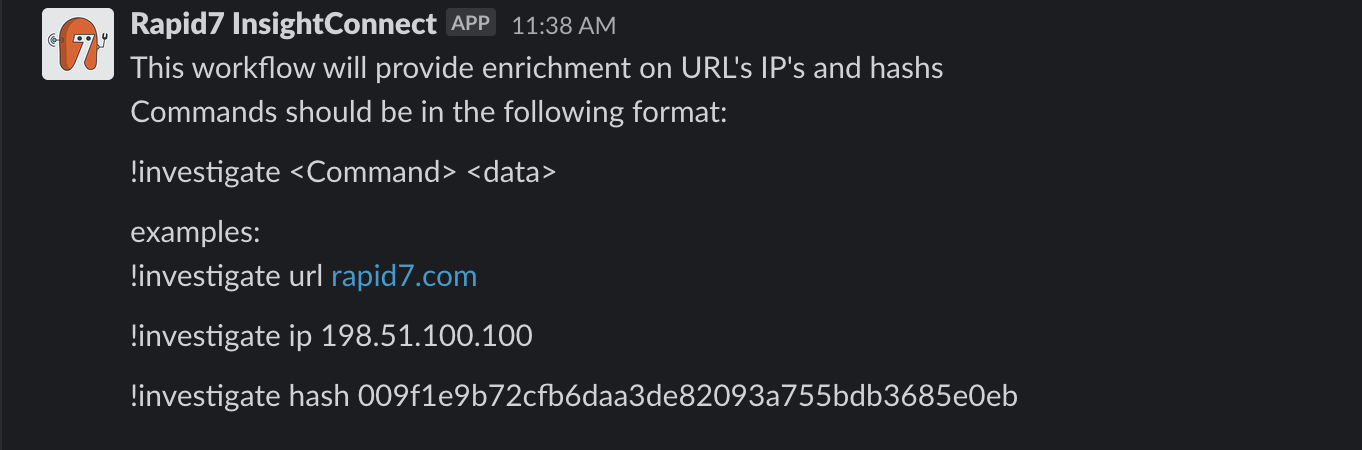 Rapid7 InsightConnect APP 11:38 AM
This workflow will provide enrichment on URL's IP's and hashs
Commands should be in the following format:
!investigate <Command> <data>
examples:
!investigate url rapid7.com
!investigate ip 198.51.100.100
!investigate hash 009f1e9b72cfb6daa3de82093a755bdb3685e0eb